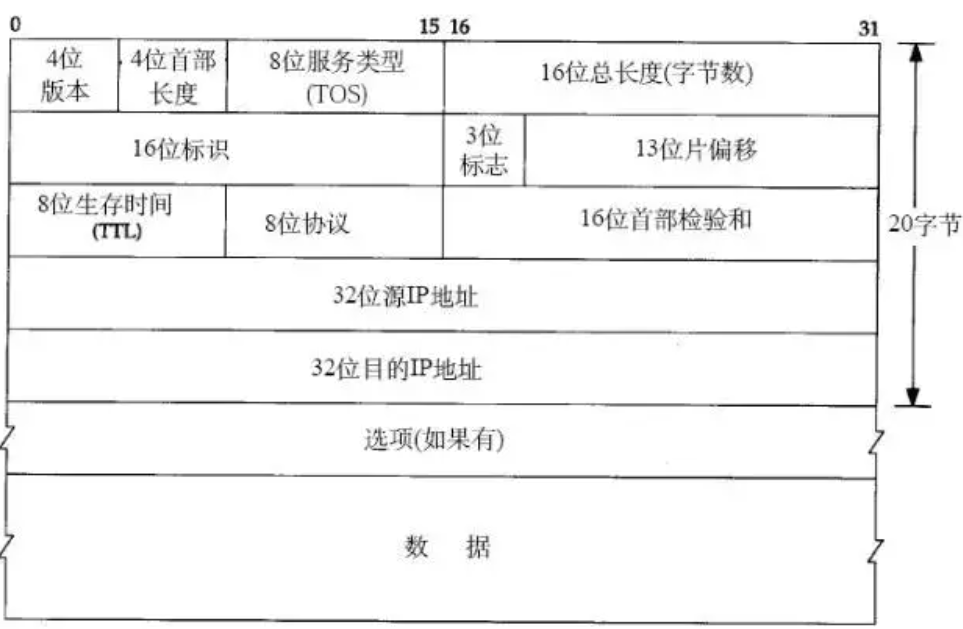 0 15 16 31
4位
版本
4位首部
长度
8位服务类型
(TOS)
16位总长度(字节数)
16位标识
3位
标志
13位片偏移
8位生存时间
(TTL)
8位协议
16位首部检验和
20字节
32位源IP地址
32位目的IP地址
选项(如果有)
数 据